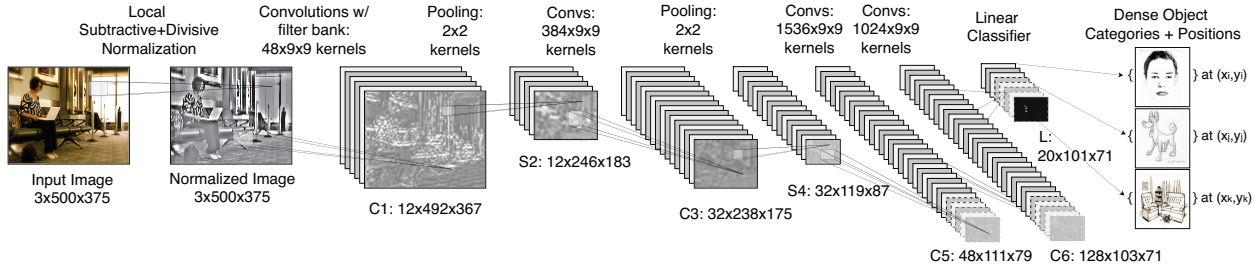 Local
Subtractive+Divisive
Normalization
Convolutions w/
filter bank:
48x9x9 kernels
Pooling:
2x2
kernels
Convs:
384x9x9
kernels
Pooling:
2x2
kernels
Convs:
1536x9x9
kernels
Convs:
1024x9x9
kernels
Linear
Classifier
Dense Object
Categories + Positions
Input Image
3x500x375
Normalized Image
3x500x375
C1: 12x492x367
S2: 12x246x183
C3: 32x238x175
S4: 32x119x87
C5: 48x111x79
C6: 128x103x71
L:
20x101x71
{ } at (xi,yi)
{ } at (xj,yj)
{ } at (xk,yk)